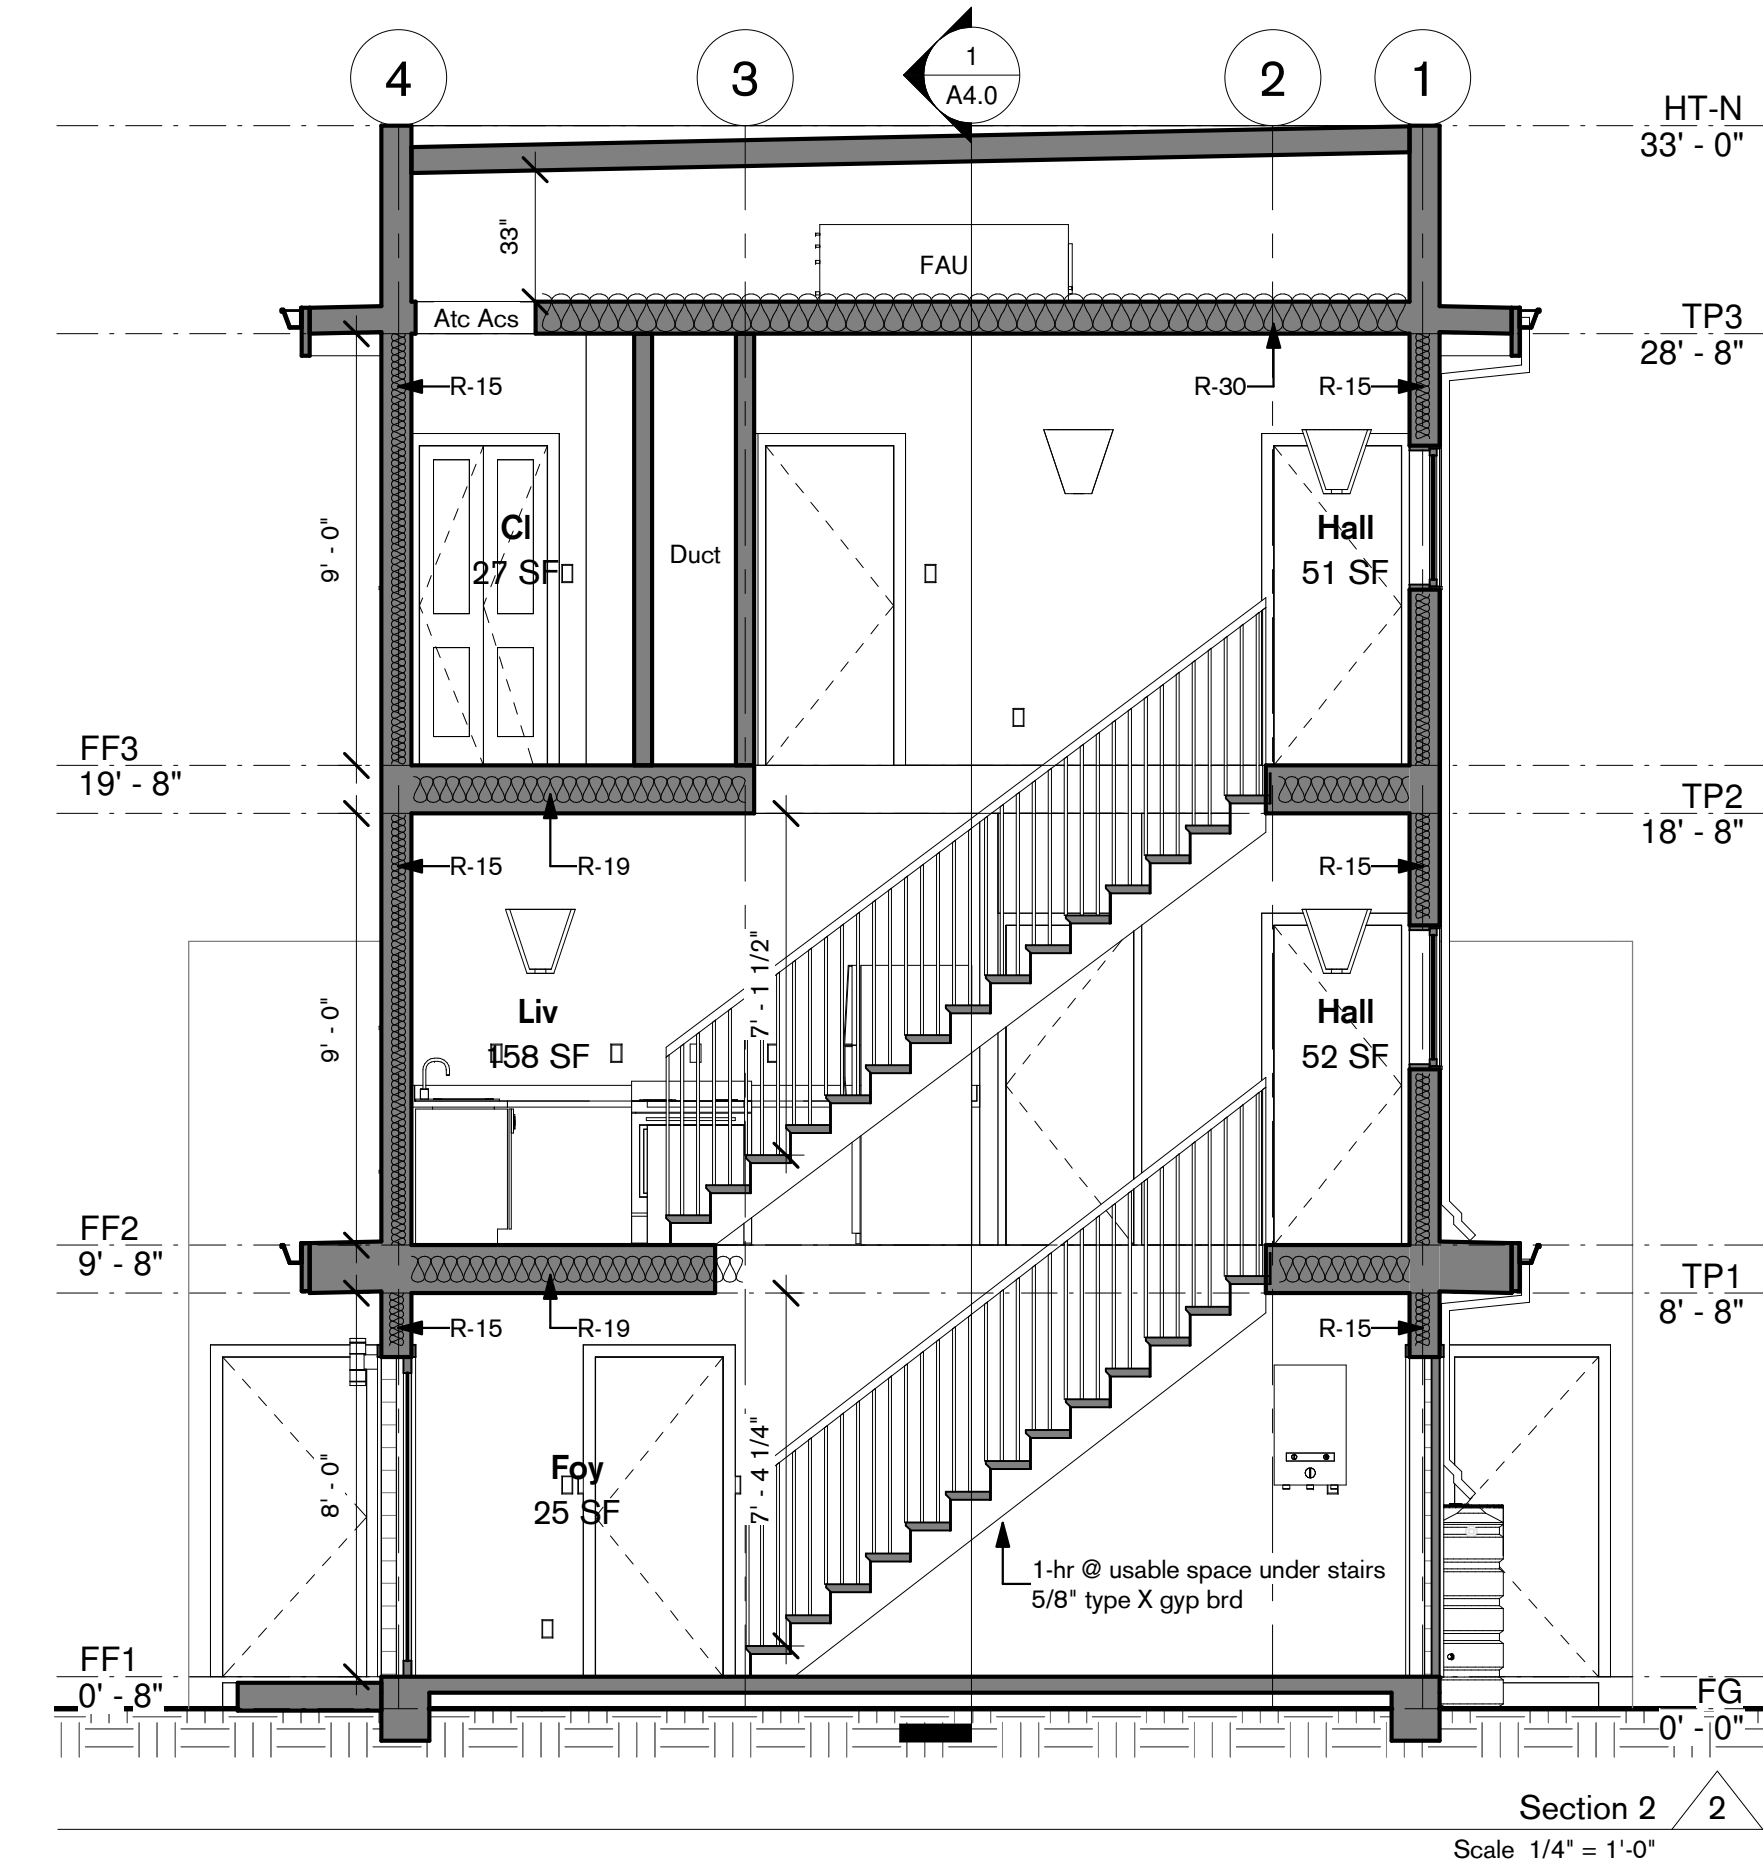 4
3
1
A4.0
2
1
HT-N
33' - 0"
33"
FAU
Atc Acs
TP3
28' - 8"
R-15
R-30
R-15
9' - 0"
Cl
27 SF
Duct
Hall
51 SF
FF3
19' - 8"
TP2
18' - 8"
R-15
R-19
R-15
9' - 0"
7' - 1 1/2"
Liv
158 SF
Hall
52 SF
FF2
9' - 8"
TP1
8' - 8"
R-15
R-19
R-15
8' - 0"
7' - 4 1/4"
Foy
25 SF
1-hr @ usable space under stairs
5/8" type X gyp brd
FF1
0' - 8"
FG
0' - 0"
Section 2
2
Scale 1/4" = 1'-0"